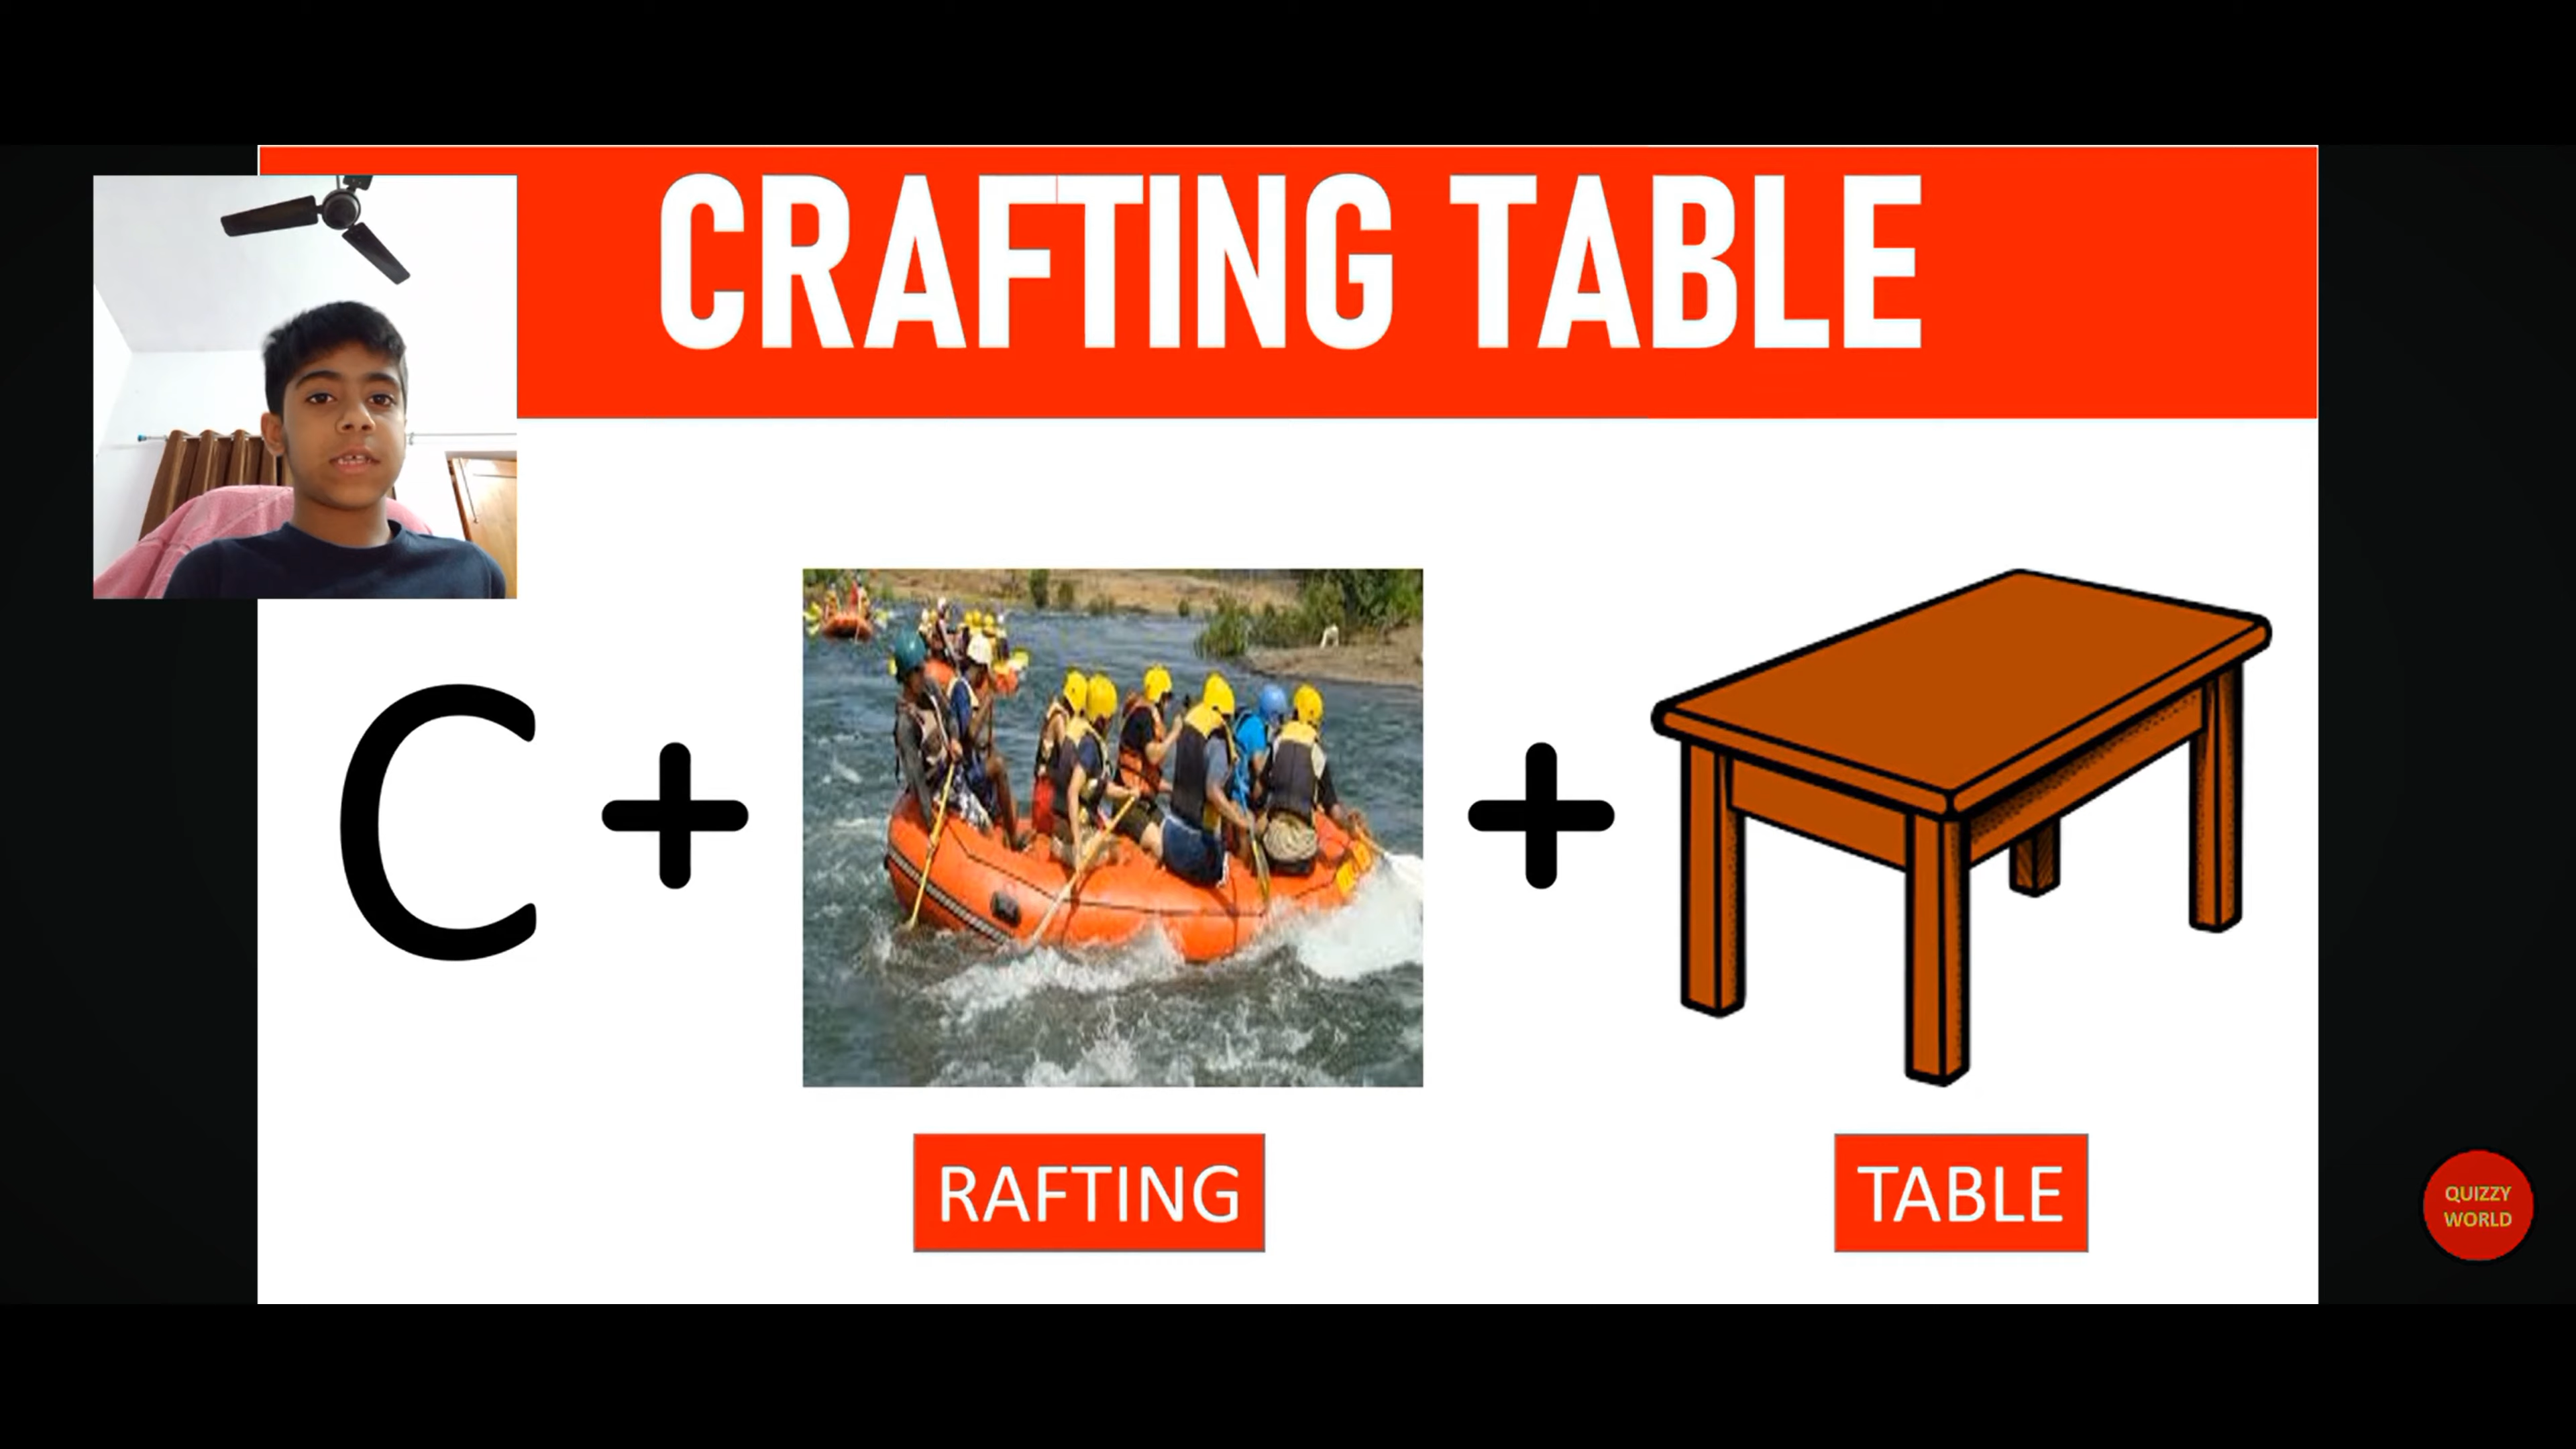 CRAFTING TABLE
C + + 
RAFTING
TABLE
QUIZZY
WORLD